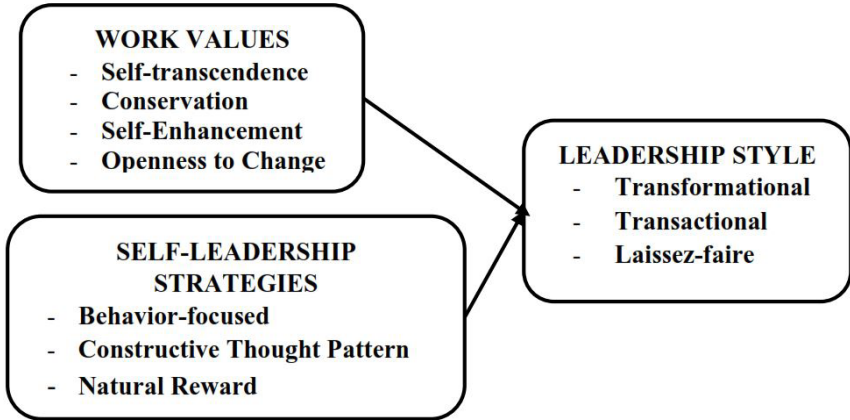 WORK VALUES
- Self-transcendence
- Conservation
- Self-Enhancement
- Openness to Change
SELF-LEADERSHIP
STRATEGIES
- Behavior-focused
- Constructive Thought Pattern
- Natural Reward
LEADERSHIP STYLE
- Transformational
- Transactional
- Laissez-faire